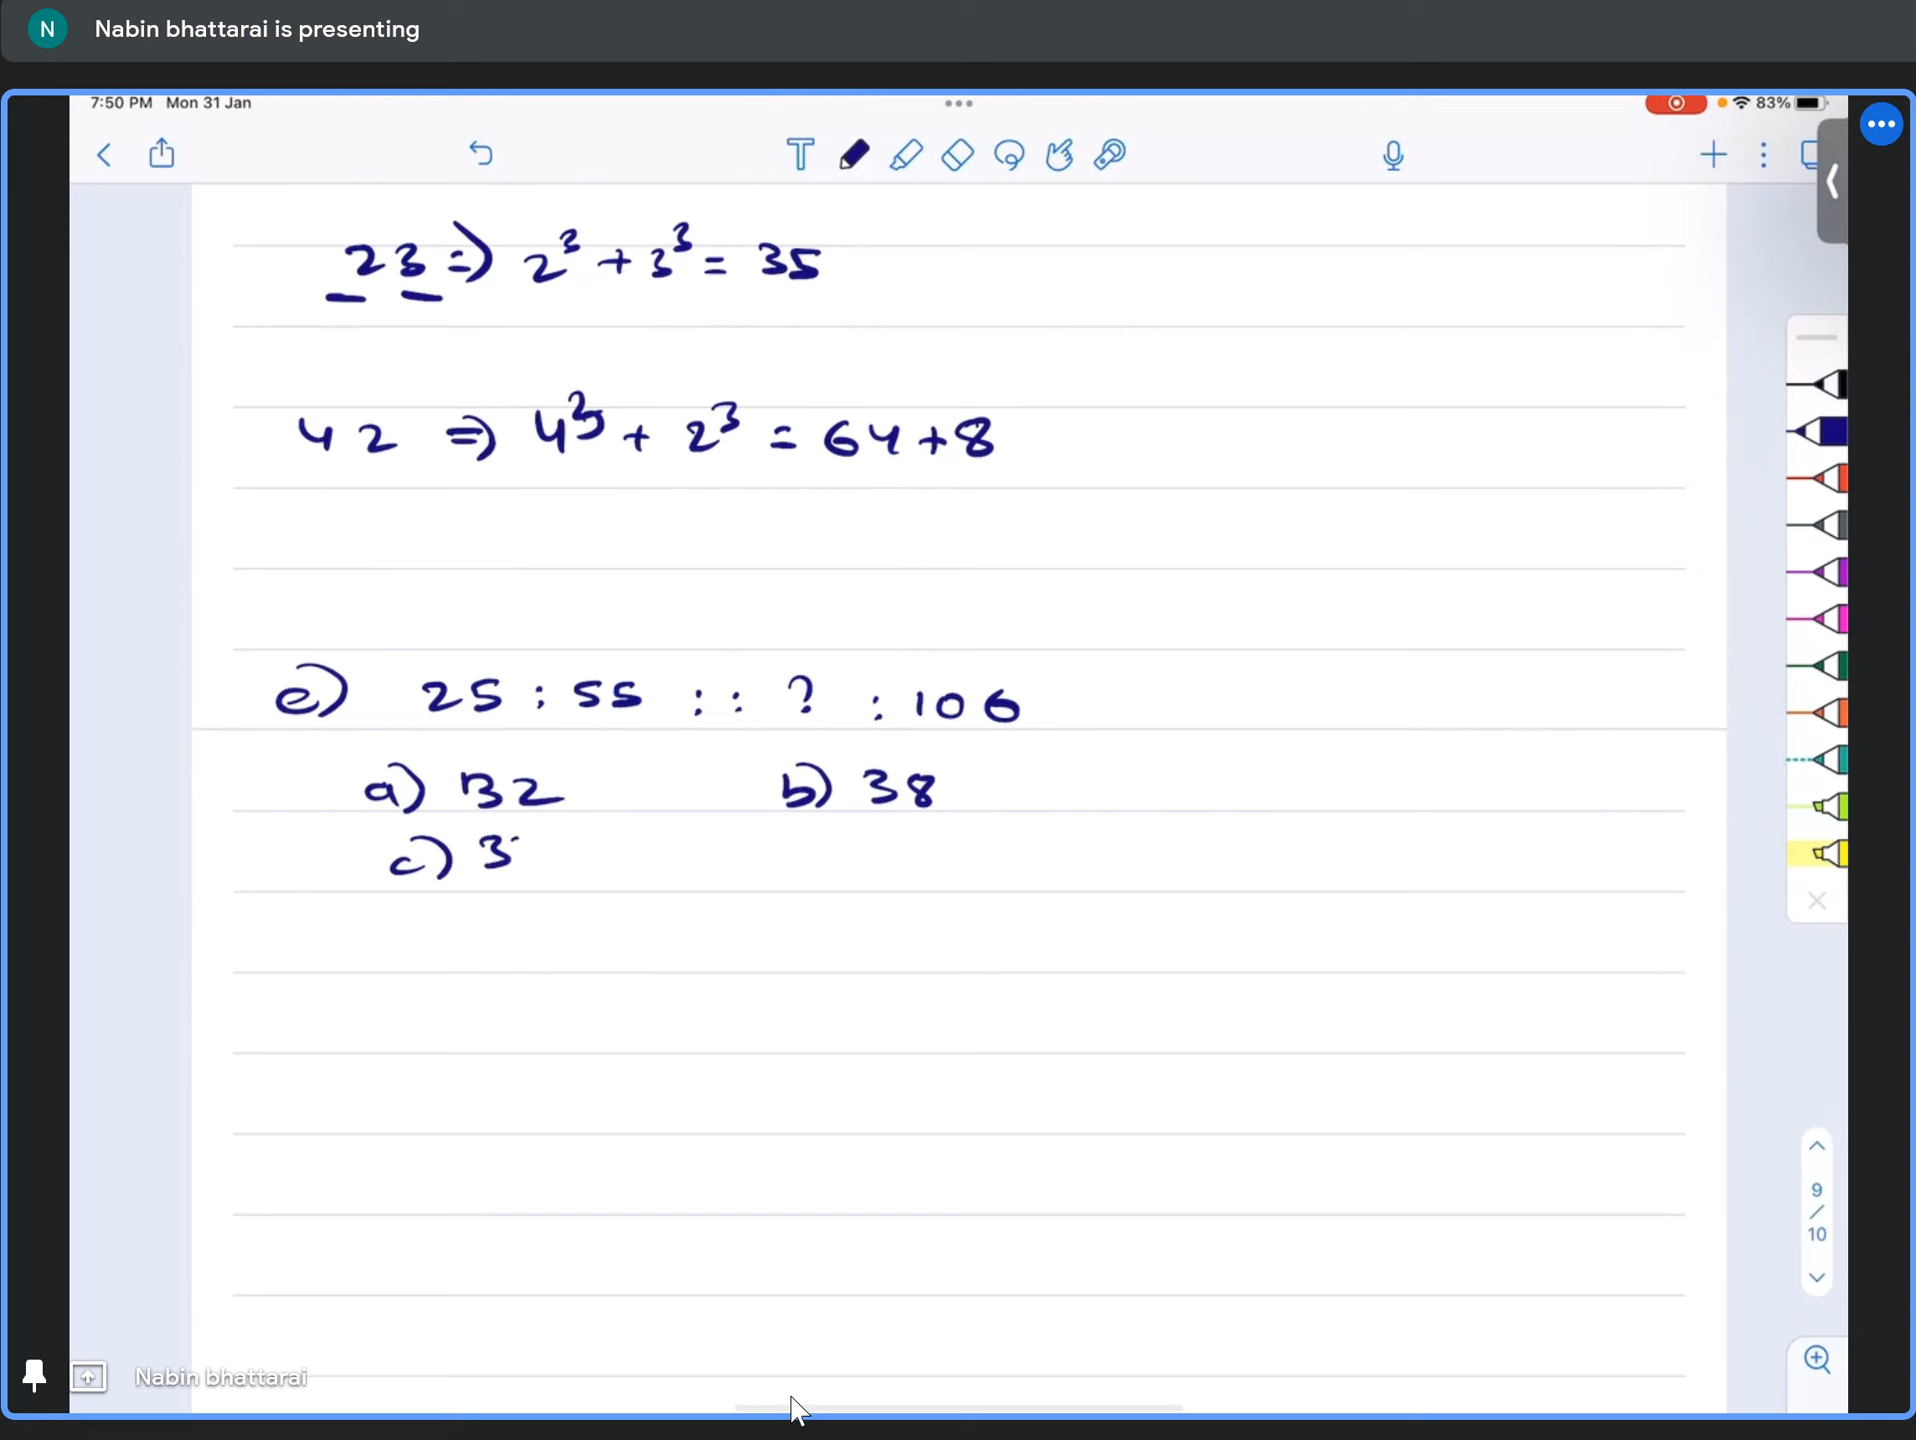 N Nabin bhattarai is presenting
7:50 PM Mon 31 Jan
83%
T
23 ⇒ 2³ + 3³ = 35
42 ⇒ 4³ + 2³ = 64 + 8
e) 25 : 55 : : ? : 106
a) 32 b) 38
c) 3
9
/
10
Nabin bhattarai